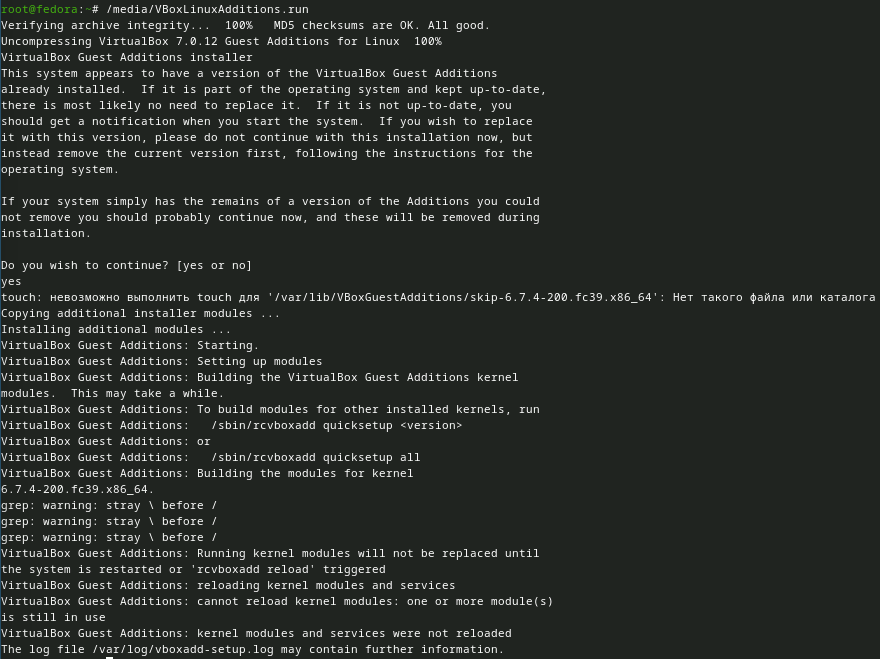 root@fedora:~# /media/VBoxLinuxAdditions.run
Verifying archive integrity...  100%   MD5 checksums are OK. All good.
Uncompressing VirtualBox 7.0.12 Guest Additions for Linux  100%
VirtualBox Guest Additions installer
This system appears to have a version of the VirtualBox Guest Additions
already installed.  If it is part of the operating system and kept up-to-date,
there is most likely no need to replace it.  If it is not up-to-date, you
should get a notification when you start the system.  If you wish to replace
it with this version, please do not continue with this installation now, but
instead remove the current version first, following the instructions for the
operating system.

If your system simply has the remains of a version of the Additions you could
not remove you should probably continue now, and these will be removed during
installation.

Do you wish to continue? [yes or no]
yes
touch: невозможно выполнить touch для '/var/lib/VBoxGuestAdditions/skip-6.7.4-200.fc39.x86_64': Нет такого файла или каталога
Copying additional installer modules ...
Installing additional modules ...
VirtualBox Guest Additions: Starting.
VirtualBox Guest Additions: Setting up modules
VirtualBox Guest Additions: Building the VirtualBox Guest Additions kernel
modules.  This may take a while.
VirtualBox Guest Additions: To build modules for other installed kernels, run
VirtualBox Guest Additions:   /sbin/rcvboxadd quicksetup <version>
VirtualBox Guest Additions: or
VirtualBox Guest Additions:   /sbin/rcvboxadd quicksetup all
VirtualBox Guest Additions: Building the modules for kernel
6.7.4-200.fc39.x86_64.
grep: warning: stray \ before /
grep: warning: stray \ before /
grep: warning: stray \ before /
VirtualBox Guest Additions: Running kernel modules will not be replaced until
the system is restarted or 'rcvboxadd reload' triggered
VirtualBox Guest Additions: reloading kernel modules and services
VirtualBox Guest Additions: cannot reload kernel modules: one or more module(s)
is still in use
VirtualBox Guest Additions: kernel modules and services were not reloaded
The log file /var/log/vboxadd-setup.log may contain further information.